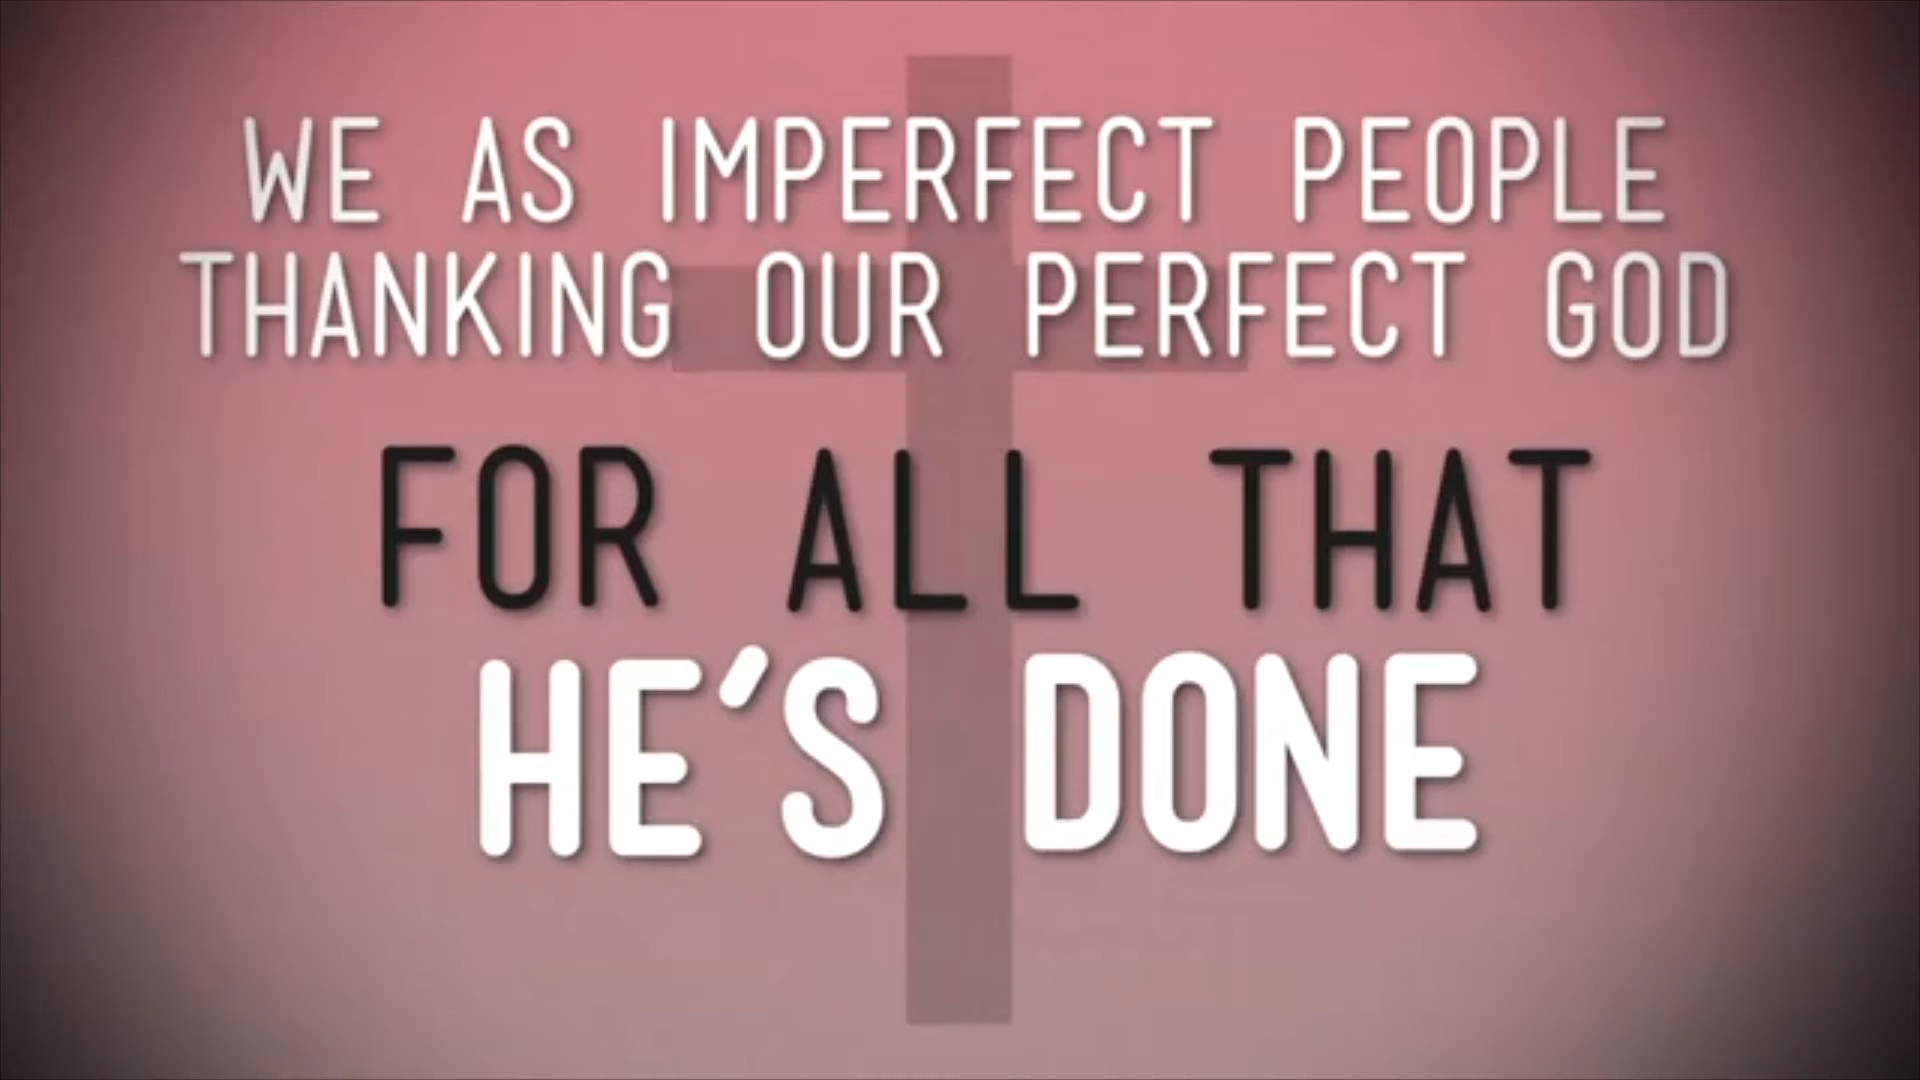 WE AS IMPERFECT PEOPLE
THANKING OUR PERFECT GOD
FOR ALL THAT
HE'S DONE